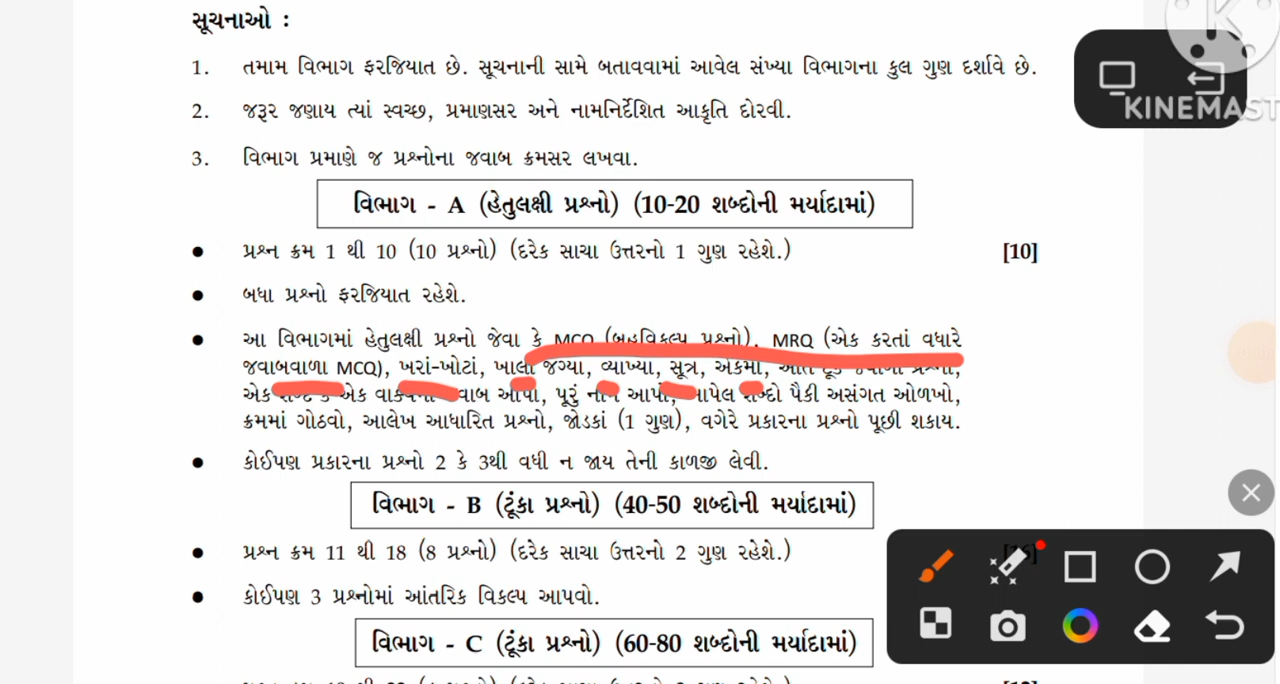 સૂચનાઓ :
1. તમામ વિભાગ ફરજિયાત છે. સૂચનાની સામે બતાવવામાં આવેલ સંખ્યા વિભાગના કુલ ગુણ દર્શાવે છે.
2. જરૂર જણાય ત્યાં સ્વચ્છ, પ્રમાણસર અને નામનિર્દેશિત આકૃતિ દોરવી.
KINEMAST
3. વિભાગ પ્રમાણે જ પ્રશ્નોના જવાબ ક્રમસર લખવા.
વિભાગ - A (હેતુલક્ષી પ્રશ્નો) (10-20 શબ્દોની મર્યાદામાં)
● પ્રશ્ન ક્રમ 1 થી 10 (10 પ્રશ્નો) (દરેક સાચા ઉત્તરનો 1 ગુણ રહેશે.) [10]
● બધા પ્રશ્નો ફરજિયાત રહેશે.
● આ વિભાગમાં હેતુલક્ષી પ્રશ્નો જેવા કે MCQ (બહુવિકલ્પ પ્રશ્નો), MRQ (એક કરતાં વધારે
જવાબવાળા MCQ), ખરાં-ખોટાં, ખાલી જગ્યા, વ્યાખ્યા, સૂત્ર, એકમો, અતિ ટૂંક જવાબી પ્રશ્નો,
એક કે એક જવાબ આપો, પૂરું નામ આપો, આપેલ શબ્દો પૈકી અસંગત ઓળખો,
ક્રમમાં ગોઠવો, આલેખ આધારિત પ્રશ્નો, જોડકાં (1 ગુણ), વગેરે પ્રકારના પ્રશ્નો પૂછી શકાય.
● કોઈપણ પ્રકારના પ્રશ્નો 2 કે 3થી વધી ન જાય તેની કાળજી લેવી.
વિભાગ - B (ટૂંકા પ્રશ્નો) (40-50 શબ્દોની મર્યાદામાં)
● પ્રશ્ન ક્રમ 11 થી 18 (8 પ્રશ્નો) (દરેક સાચા ઉત્તરનો 2 ગુણ રહેશે.)
● કોઈપણ 3 પ્રશ્નોમાં આંતરિક વિકલ્પ આપવો.
વિભાગ - C (ટૂંકા પ્રશ્નો) (60-80 શબ્દોની મર્યાદામાં)